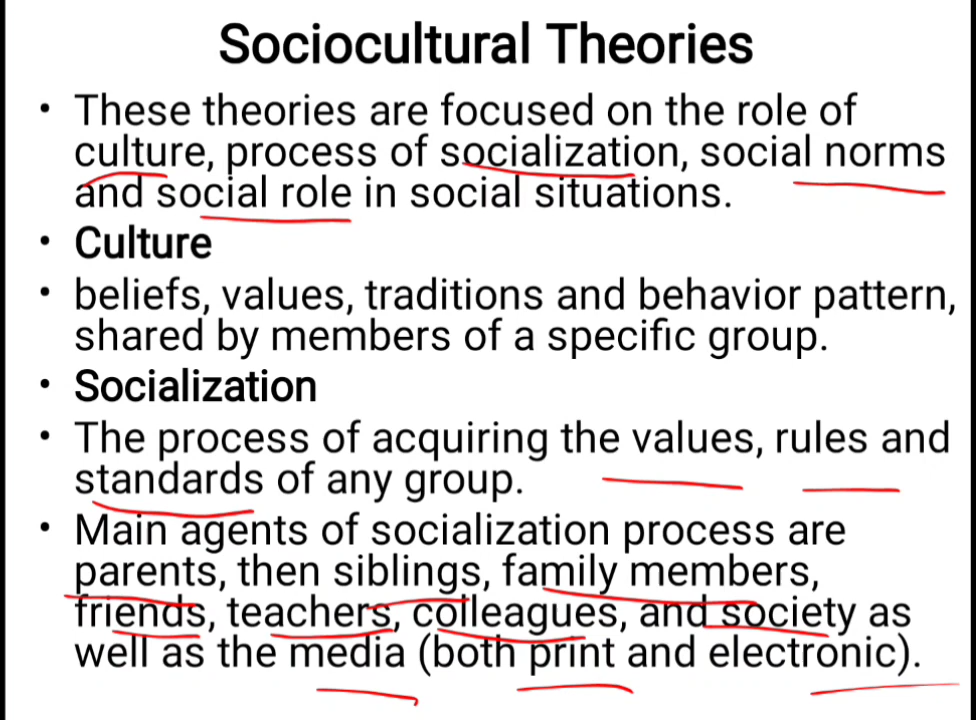 Sociocultural Theories
• These theories are focused on the role of
culture, process of socialization, social norms
and social role in social situations.
• Culture
• beliefs, values, traditions and behavior pattern,
shared by members of a specific group.
• Socialization
• The process of acquiring the values, rules and
standards of any group.
• Main agents of socialization process are
parents, then siblings, family members,
friends, teachers, colleagues, and society as
well as the media (both print and electronic).